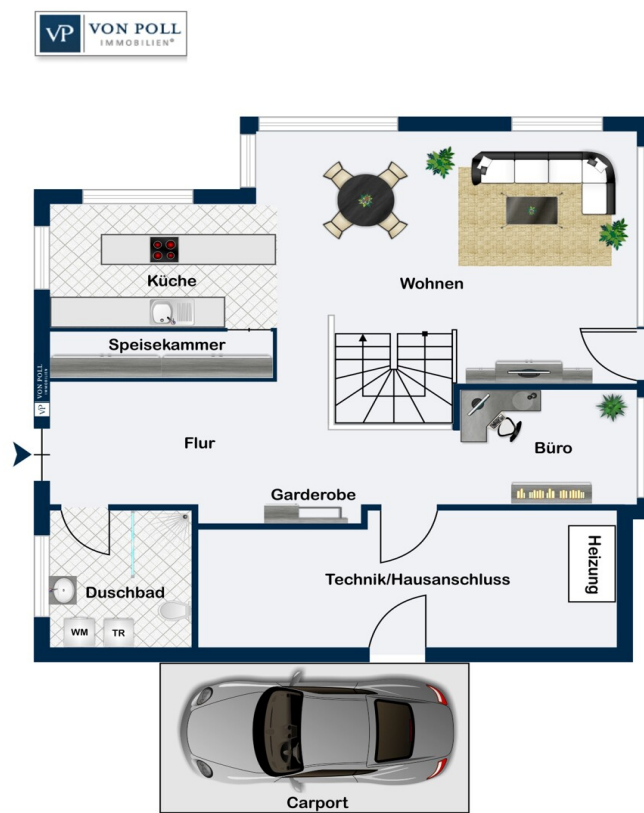 VP VON POLL
IMMOBILIEN®
Küche
Wohnen
Speisekammer
VP VON POLL
IMMOBILIEN
Flur
Büro
Garderobe
Technik/Hausanschluss
Heizung
Duschbad
WM
TR
Carport